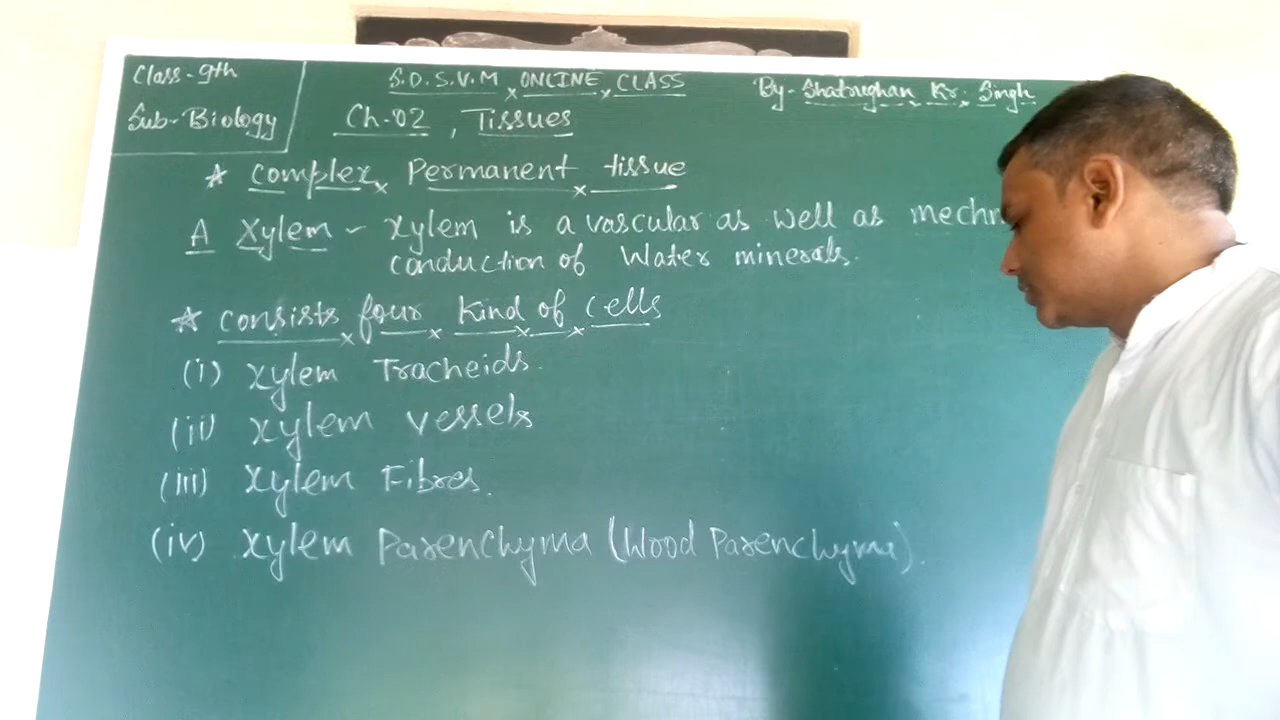 Class-9th
Sub-Biology
S.D.S.V.M ONLINE CLASS
By-Shatrughan Kr. Singh
Ch-02, Tissues
☆ Complex Permanent tissue
A Xylem - Xylem is a vascular as well as mechn
conduction of Water minerals.
☆ consists four Kind of cells
(i) Xylem Tracheids.
(ii) Xylem vessels
(iii) Xylem Fibres.
(iv) Xylem Parenchyma (Wood Parenchyma).